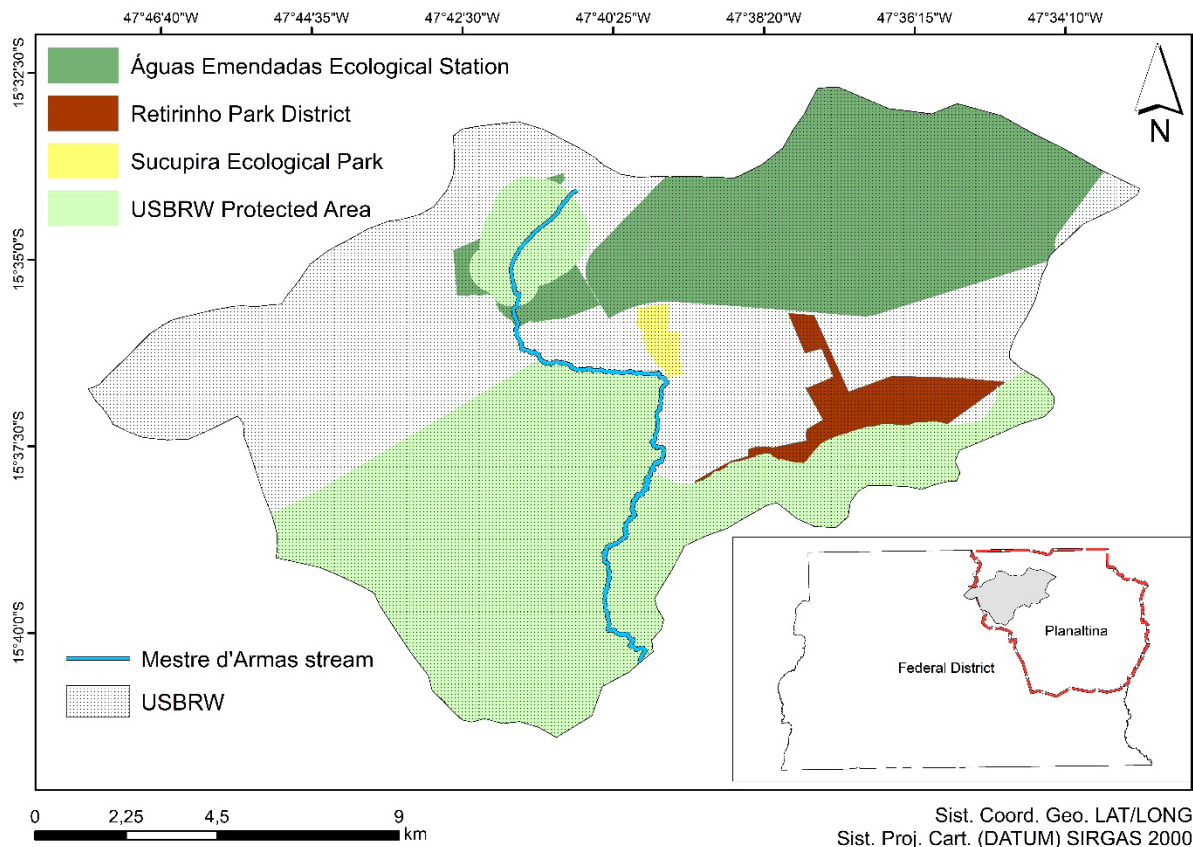 47°46'40"W 47°44'35"W 47°42'30"W 47°40'25"W 47°38'20"W 47°36'15"W 47°34'10"W
15°32'30"S
15°35'0"S
15°37'30"S
15°40'0"S
Águas Emendadas Ecological Station
Retirinho Park District
Sucupira Ecological Park
USBRW Protected Area
N
Mestre d'Armas stream
USBRW
Planaltina
Federal District
0 2,25 4,5 9
km
Sist. Coord. Geo. LAT/LONG
Sist. Proj. Cart. (DATUM) SIRGAS 2000